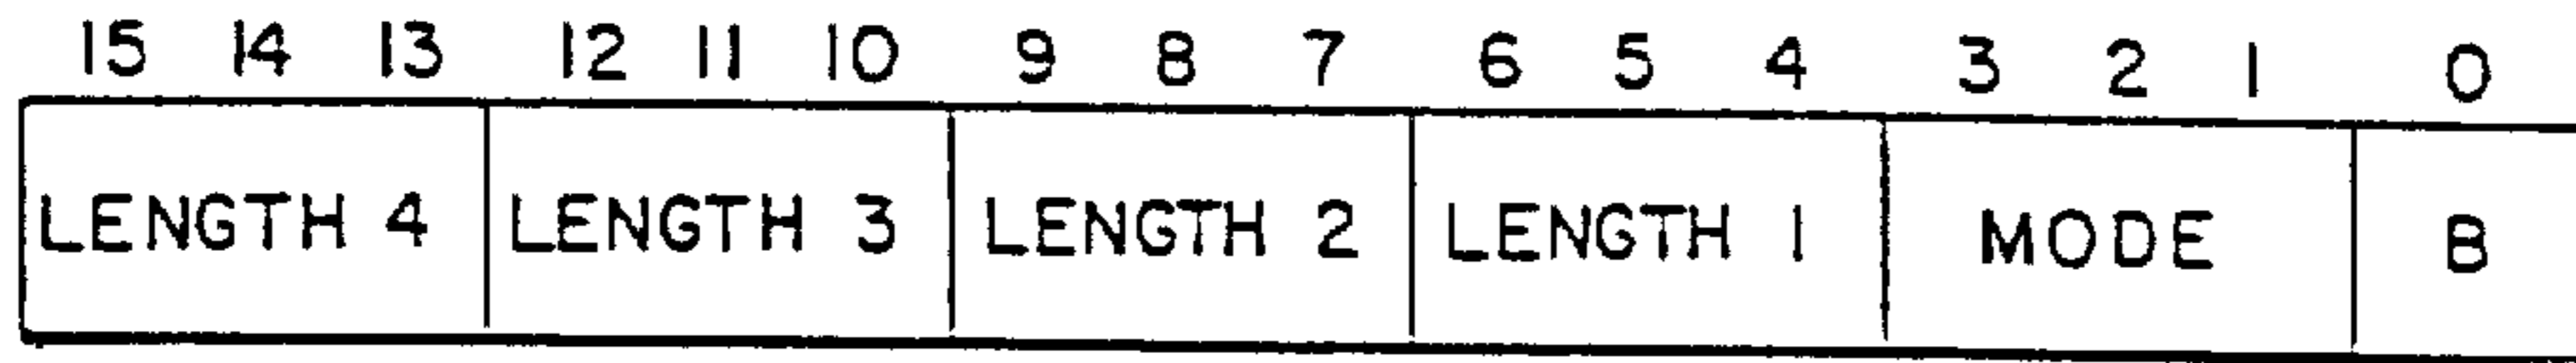 15 14 13 12 11 10 9 8 7 6 5 4 3 2 1 0
LENGTH 4 LENGTH 3 LENGTH 2 LENGTH 1 MODE B